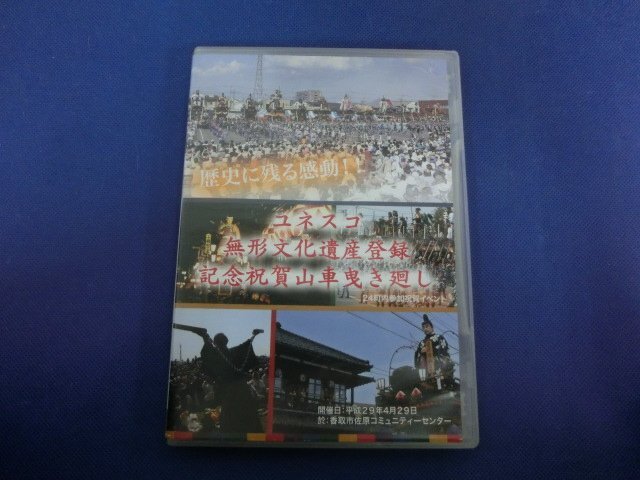 歴史に残る感動!
ユネスゴ
無形文化遺産登録
記念祝賀山車曳き廻し
24町内参加祝賀イベント
開催日:平成29年4月29日
於:香取市佐原コミュニティーセンター